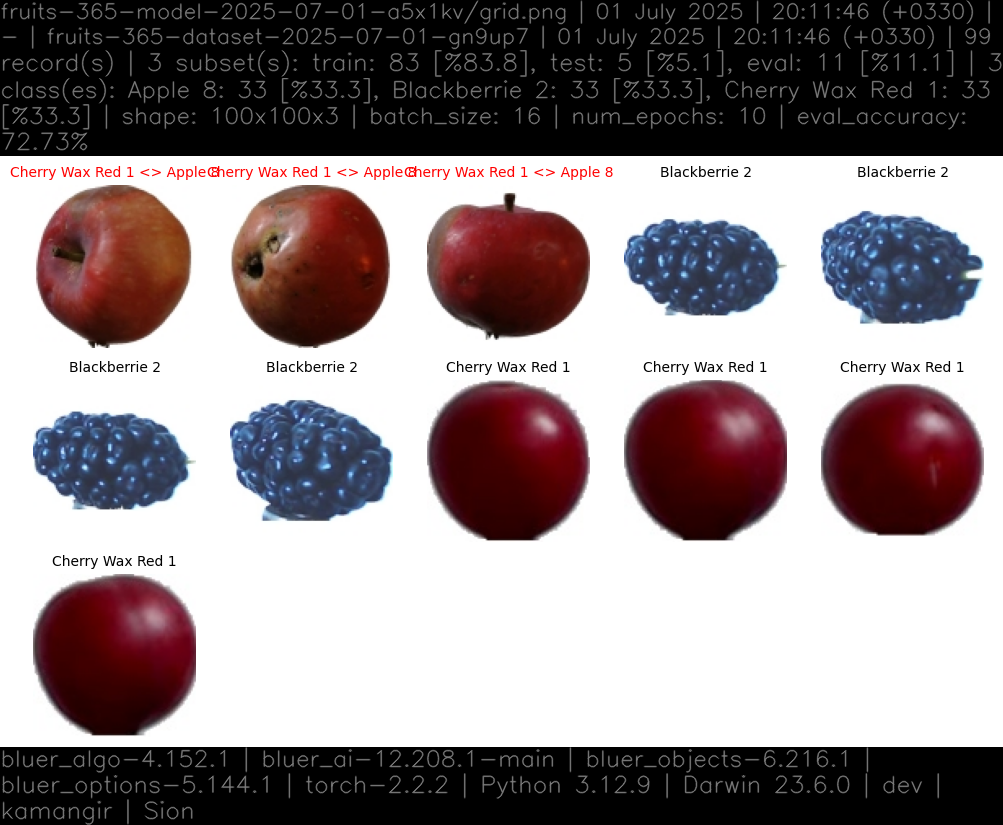 fruits-365-model-2025-07-01-a5x1kv/grid.png | 01 July 2025 | 20:11:46 (+0330) |
- | fruits-365-dataset-2025-07-01-gn9up7 | 01 July 2025 | 20:11:46 (+0330) | 99
record(s) | 3 subset(s): train: 83 [%83.8], test: 5 [%5.1], eval: 11 [%11.1] | 3
class(es): Apple 8: 33 [%33.3], Blackberrie 2: 33 [%33.3], Cherry Wax Red 1: 33
[%33.3] | shape: 100x100x3 | batch_size: 16 | num_epochs: 10 | eval_accuracy:
72.73%
Cherry Wax Red 1 <> Apple 8 Cherry Wax Red 1 <> Apple 8 Cherry Wax Red 1 <> Apple 8 Blackberrie 2 Blackberrie 2
Blackberrie 2 Blackberrie 2 Cherry Wax Red 1 Cherry Wax Red 1 Cherry Wax Red 1
Cherry Wax Red 1
bluer_algo-4.152.1 | bluer_ai-12.208.1-main | bluer_objects-6.216.1 |
bluer_options-5.144.1 | torch-2.2.2 | Python 3.12.9 | Darwin 23.6.0 | dev |
kamangir | Sion